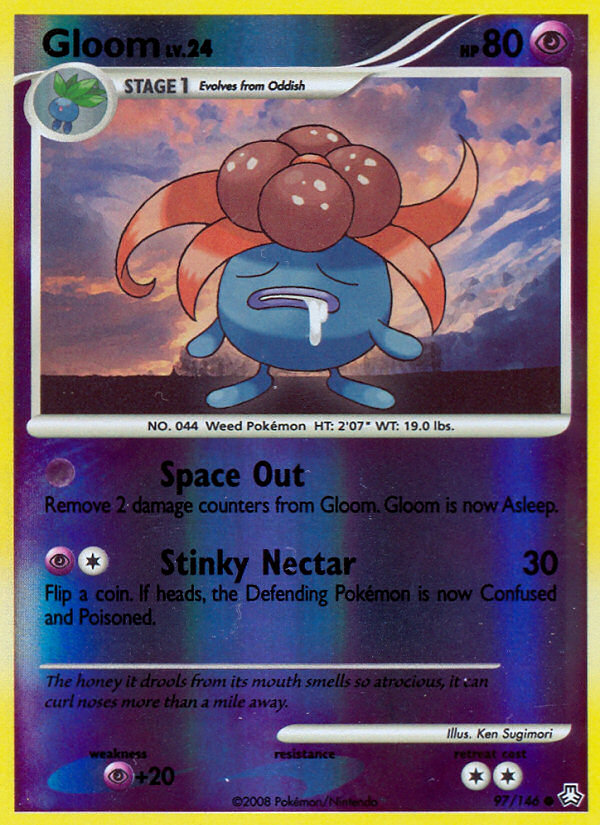 Gloom LV.24 HP 80
STAGE 1 Evolves from Oddish
NO. 044 Weed Pokémon HT: 2'07" WT: 19.0 lbs.
Space Out
Remove 2 damage counters from Gloom. Gloom is now Asleep.
Stinky Nectar 30
Flip a coin. If heads, the Defending Pokémon is now Confused
and Poisoned.
The honey it drools from its mouth smells so atrocious, it can
curl noses more than a mile away.
Illus. Ken Sugimori
weakness resistance retreat cost
+20
©2008 Pokémon/Nintendo 97/146